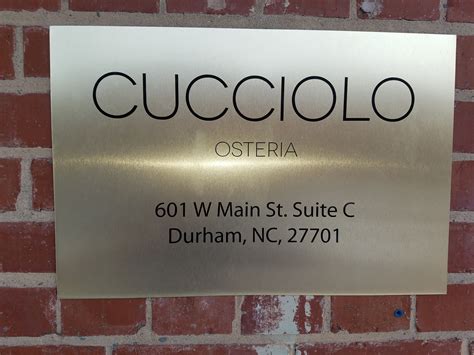 CUCCIOLO
OSTERIA
601 W Main St. Suite C
Durham, NC, 27701